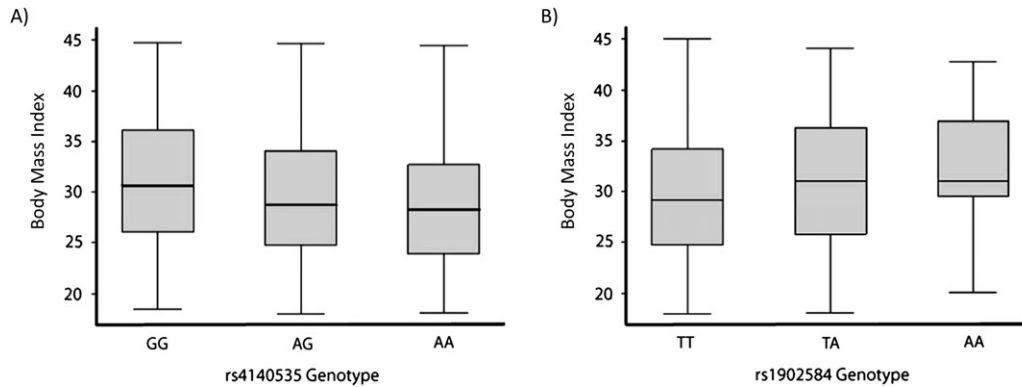 A)
Body Mass Index
45
40
35
30
25
20
GG AG AA
rs4140535 Genotype
B)
Body Mass Index
45
40
35
30
25
20
TT TA AA
rs1902584 Genotype